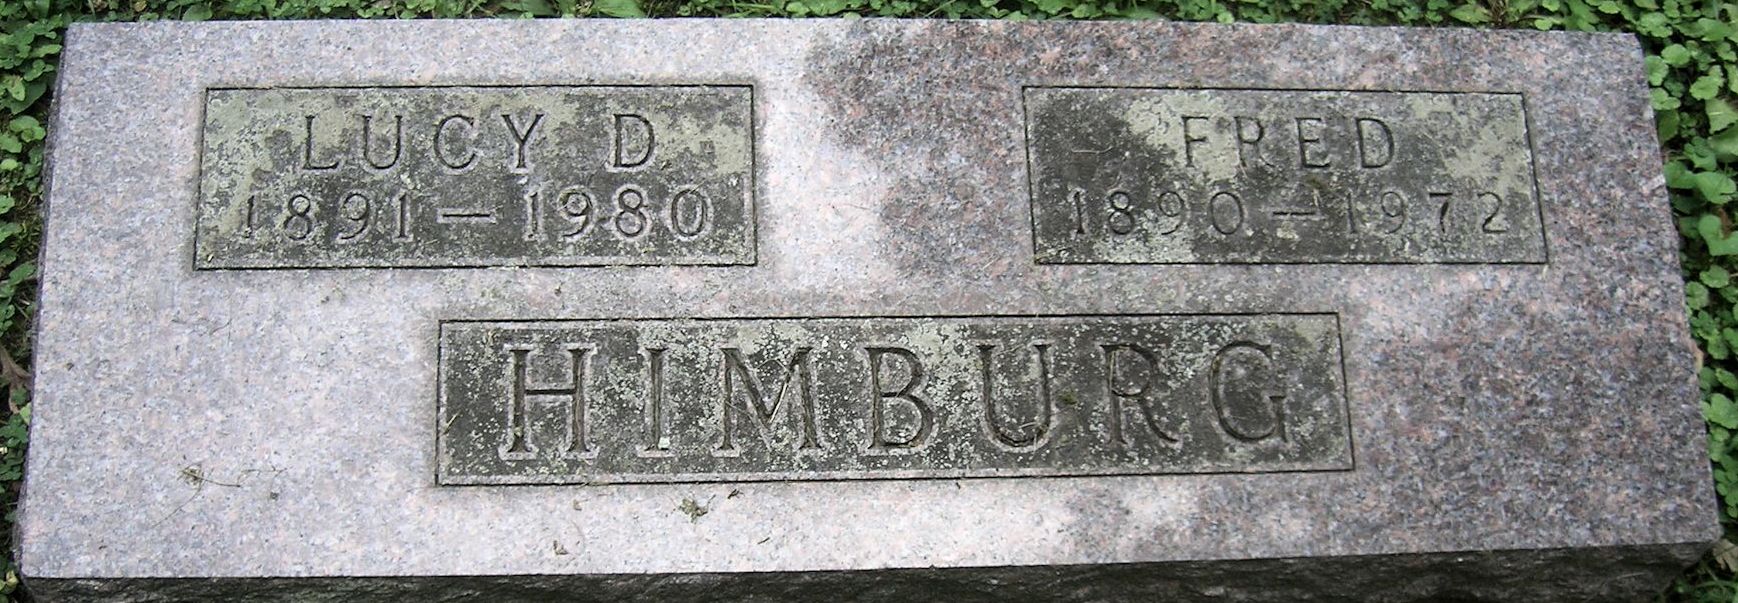 LUCY D
1891 — 1980
FRED
1890 — 1972
HIMBURG